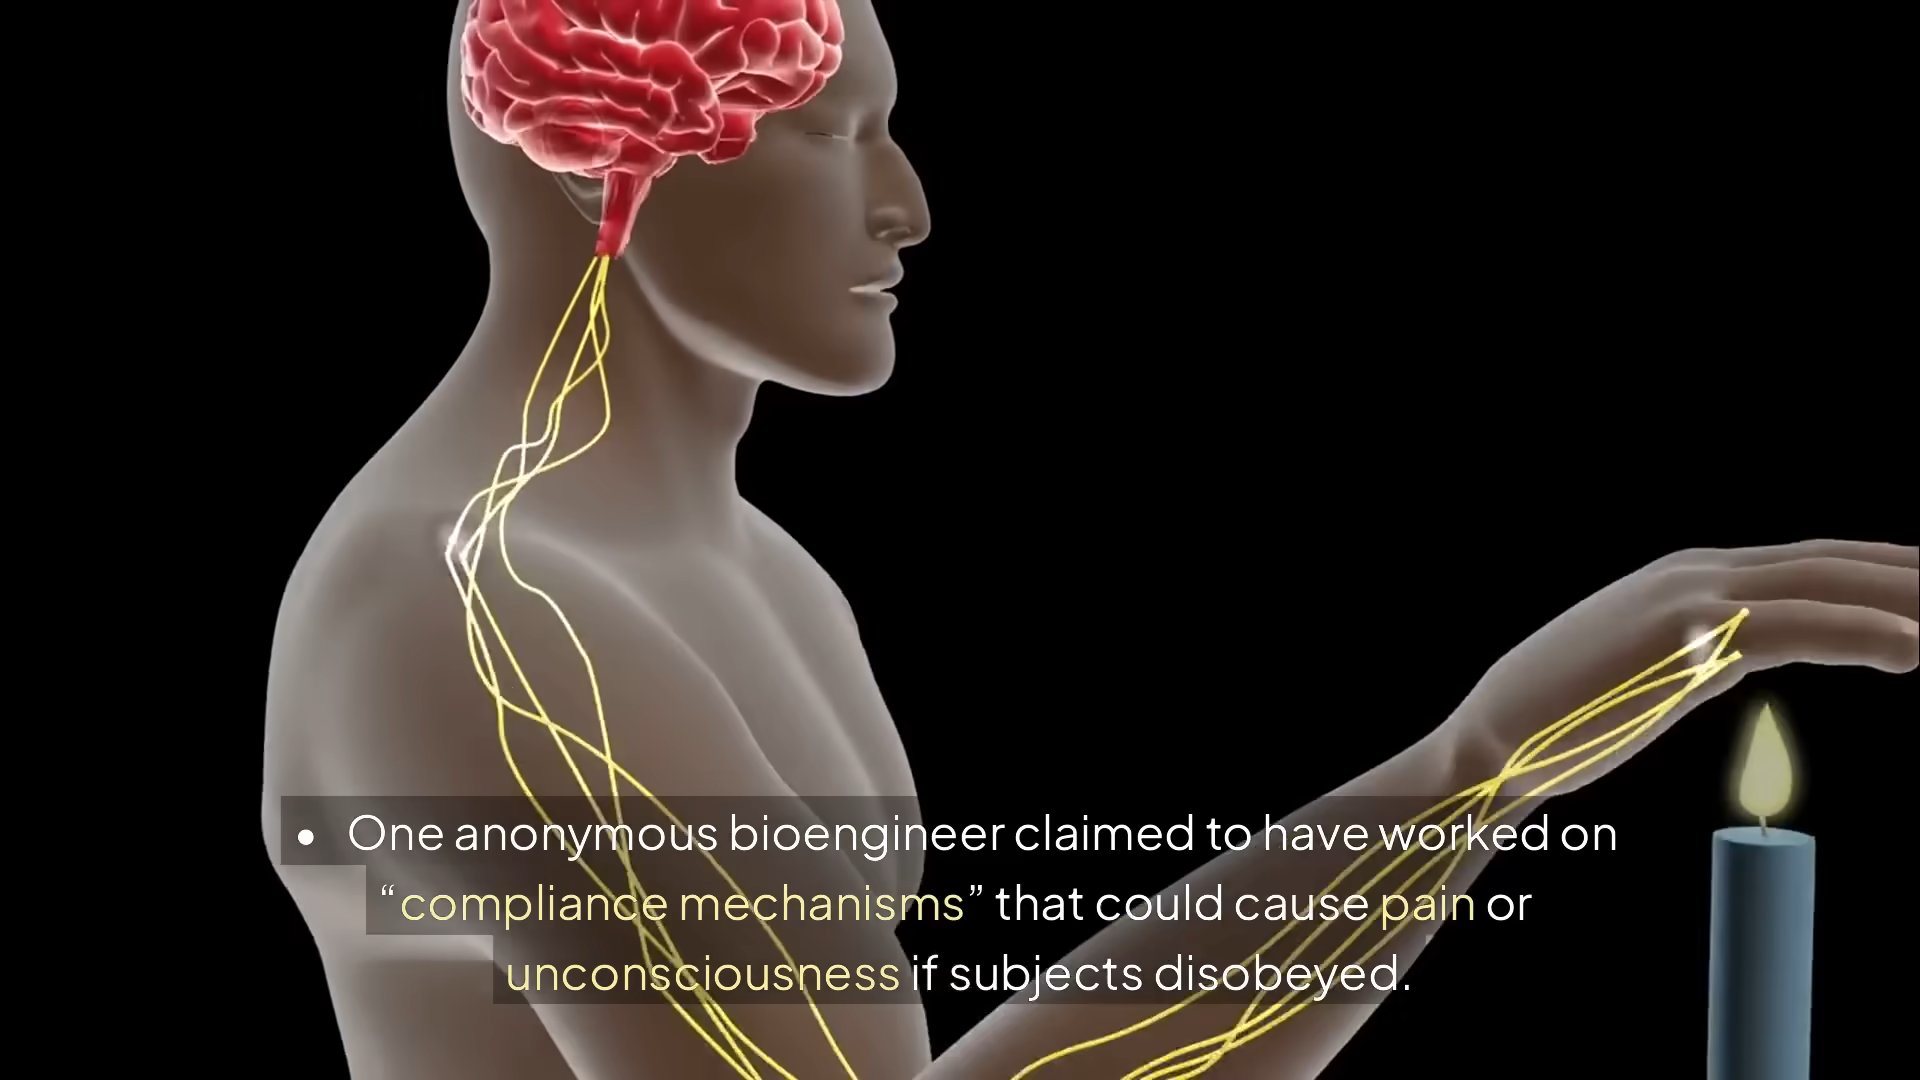 • One anonymous bioengineer claimed to have worked on
“compliance mechanisms” that could cause pain or
unconsciousness if subjects disobeyed.